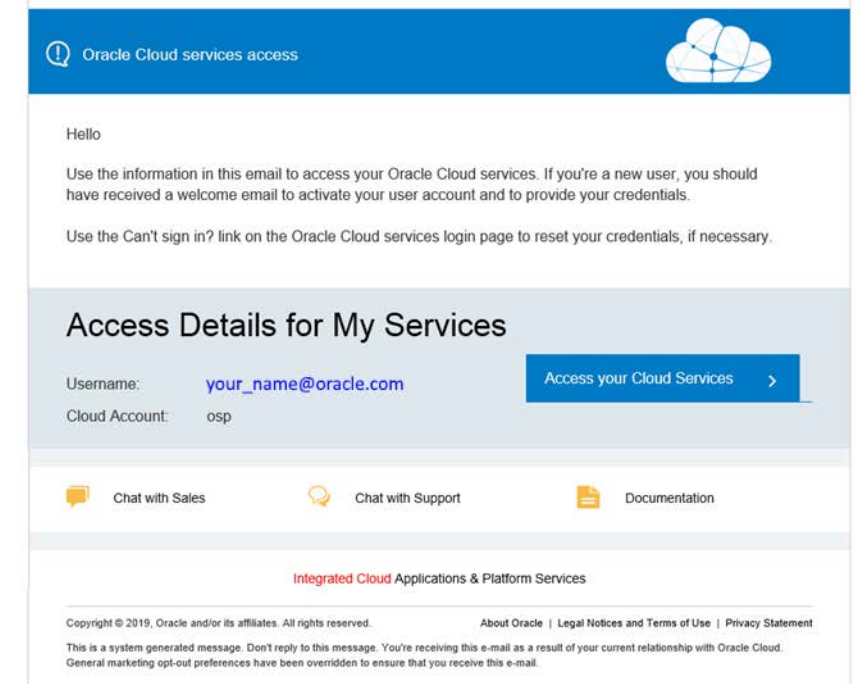 Oracle Cloud services access
Hello
Use the information in this email to access your Oracle Cloud services. If you're a new user, you should
have received a welcome email to activate your user account and to provide your credentials.
Use the Can't sign in? link on the Oracle Cloud services login page to reset your credentials, if necessary.
Access Details for My Services
Username: your_name@oracle.com
Access your Cloud Services
Cloud Account: osp
Chat with Sales Chat with Support Documentation
Integrated Cloud Applications & Platform Services
Copyright © 2019, Oracle and/or its affiliates. All rights reserved. About Oracle | Legal Notices and Terms of Use | Privacy Statement
This is a system generated message. Don't reply to this message. You're receiving this e-mail as a result of your current relationship with Oracle Cloud.
General marketing opt-out preferences have been overridden to ensure that you receive this e-mail.